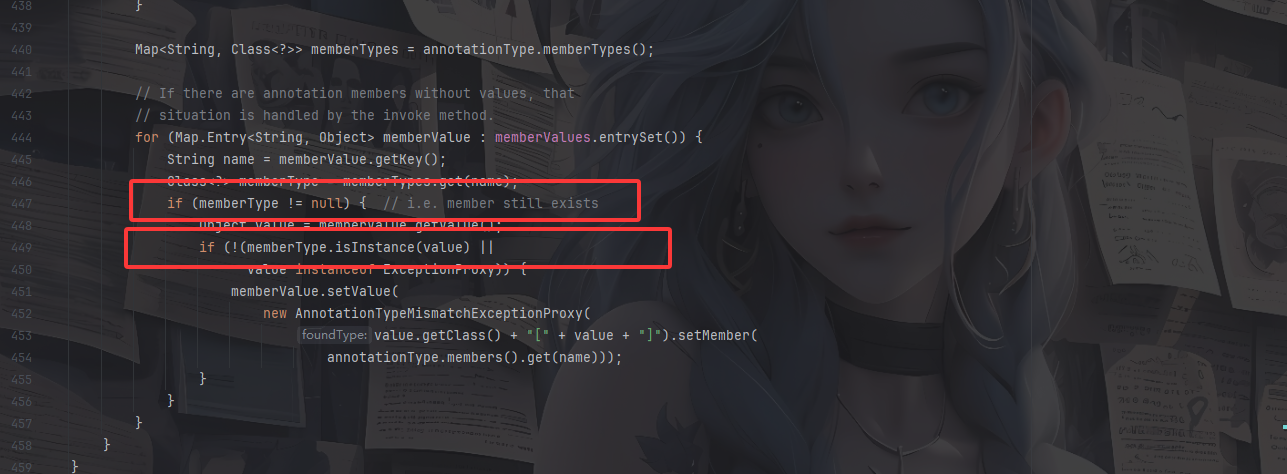 438 }
439
440 Map<String, Class<?>> memberTypes = annotationType.memberTypes();
441
442 // If there are annotation members without values, that
443 // situation is handled by the invoke method.
444 for (Map.Entry<String, Object> memberValue : memberValues.entrySet()) {
445 String name = memberValue.getKey();
446 Class<?> memberType = memberTypes.get(name);
447 if (memberType != null) { // i.e. member still exists
448 Object value = memberValue.getValue();
449 if (!(memberType.isInstance(value) ||
450 value instanceof ExceptionProxy)) {
451 memberValue.setValue(
452 new AnnotationTypeMismatchExceptionProxy(
453 foundType: value.getClass() + "[" + value + "]").setMember(
454 annotationType.members().get(name)));
455 }
456 }
457 }
458 }
459 }